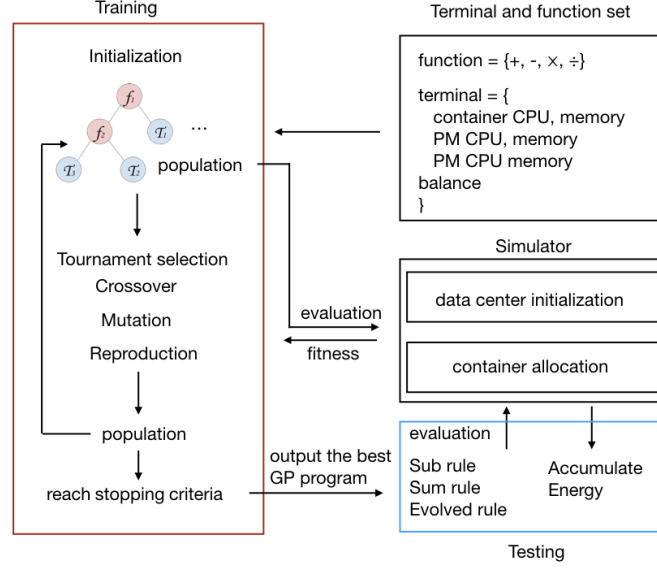 Training
Initialization
f₁
f₂
𝒯₁
...
𝒯₃
𝒯₂
population
Tournament selection
Crossover
Mutation
Reproduction
population
reach stopping criteria
Terminal and function set
function = {+, -, ×, ÷}
terminal = {
container CPU, memory
PM CPU, memory
PM CPU memory
balance
}
Simulator
data center initialization
container allocation
evaluation
fitness
output the best
GP program
evaluation
Sub rule
Sum rule
Evolved rule
Accumulate
Energy
Testing